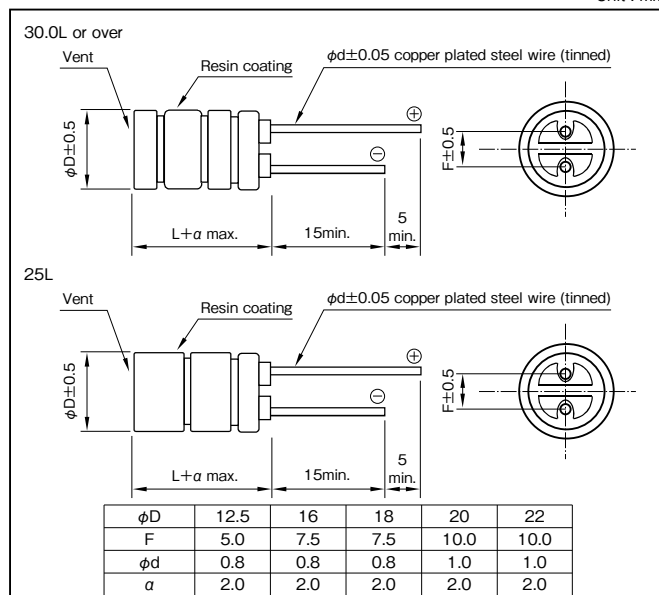 30.0L or over
Vent
Resin coating
φd±0.05 copper plated steel wire (tinned)
φD±0.5
⊕
⊖
F±0.5
L+α max.
15min.
5
min.
25L
Vent
Resin coating
φd±0.05 copper plated steel wire (tinned)
φD±0.5
⊕
⊖
F±0.5
L+α max.
15min.
5
min.
φD 12.5 16 18 20 22
F 5.0 7.5 7.5 10.0 10.0
φd 0.8 0.8 0.8 1.0 1.0
α 2.0 2.0 2.0 2.0 2.0